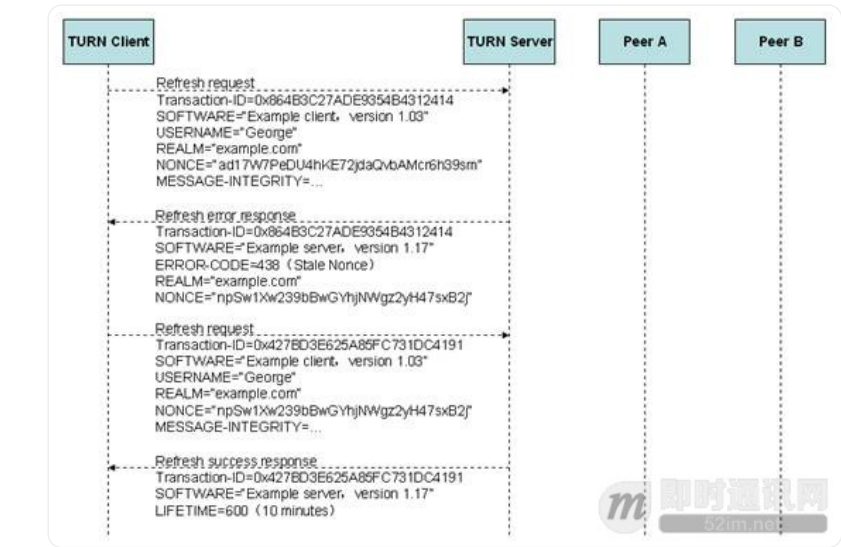 TURN Client
TURN Server
Peer A
Peer B
Refresh request
Transaction-ID=0x864B3C27ADE9354B4312414
SOFTWARE="Example client, version 1.03"
USERNAME="George"
REALM="example.com"
NONCE="ad17W7PeDU4hKE72jdaQvbAMcr6h39sm"
MESSAGE-INTEGRITY=...
Refresh error response
Transaction-ID=0x864B3C27ADE9354B4312414
SOFTWARE="Example server, version 1.17"
ERROR-CODE=438（Stale Nonce）
REALM="example.com"
NONCE="npSw1Xw239bBwGYhjNWgz2yH47sxB2j"
Refresh request
Transaction-ID=0x427BD3E625A85FC731DC4191
SOFTWARE="Example client, version 1.03"
USERNAME="George"
REALM="example.com"
NONCE="npSw1Xw239bBwGYhjNWgz2yH47sxB2j"
MESSAGE-INTEGRITY=...
Refresh success response
Transaction-ID=0x427BD3E625A85FC731DC4191
SOFTWARE="Example server, version 1.17"
LIFETIME=600（10 minutes）
m 即时通讯网
52im.net